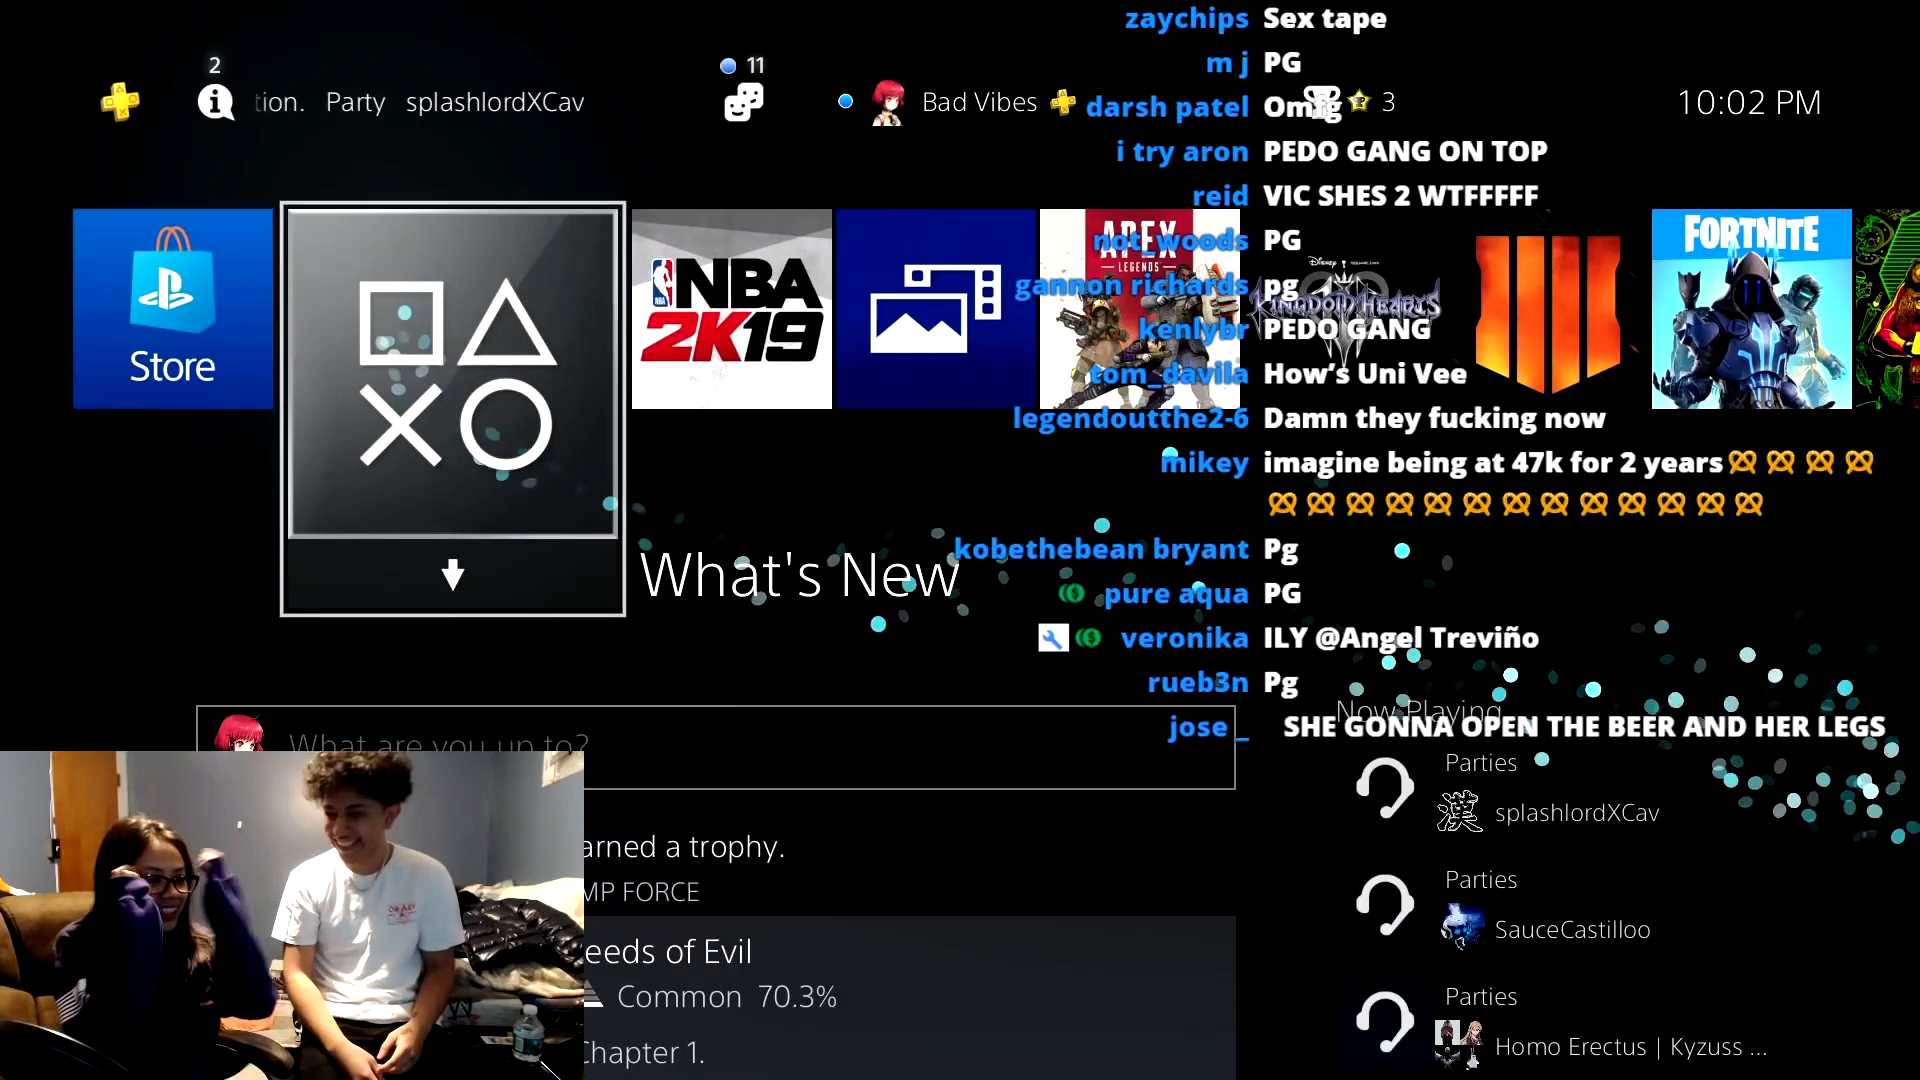 zaychips Sex tape
2
11
m j PG
tion. Party splashlordXCav
Bad Vibes
3
10:02 PM
darsh patel Omfg
i try aron PEDO GANG ON TOP
reid VIC SHES 2 WTFFFFF
not_woods PG
gannon richards pg
kenlybr PEDO GANG
tom_davila How's Uni Vee
legendoutthe2-6 Damn they fucking now
mikey imagine being at 47k for 2 years
Store
NBA
2K19
APEX
LEGENDS
Disney
KINGDOM HEARTS
FORTNITE
kobethebean bryant Pg
What's New
pure aqua PG
veronika ILY @Angel Treviño
rueb3n Pg
Now Playing
jose _ SHE GONNA OPEN THE BEER AND HER LEGS
What are you up to?
Parties
splashlordXCav
arned a trophy.
MP FORCE
Parties
SauceCastilloo
eeds of Evil
Common 70.3%
Parties
Homo Erectus | Kyzuss ...
Chapter 1.